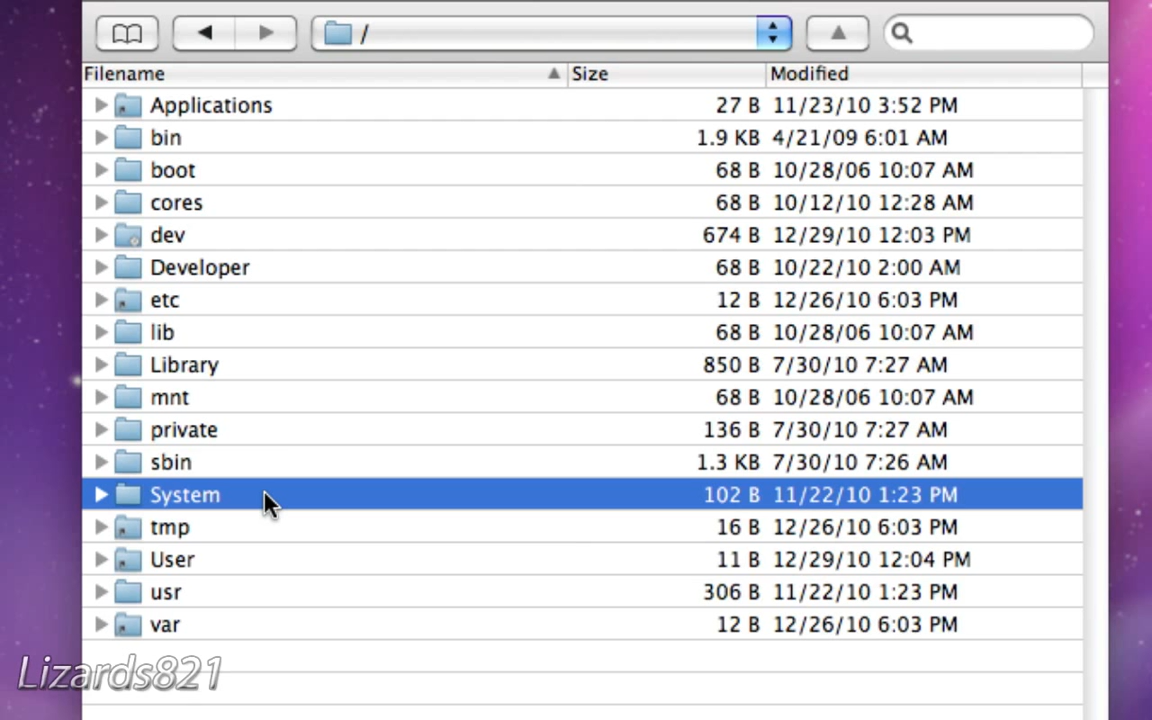 /
Filename Size Modified
Applications 27 B 11/23/10 3:52 PM
bin 1.9 KB 4/21/09 6:01 AM
boot 68 B 10/28/06 10:07 AM
cores 68 B 10/12/10 12:28 AM
dev 674 B 12/29/10 12:03 PM
Developer 68 B 10/22/10 2:00 AM
etc 12 B 12/26/10 6:03 PM
lib 68 B 10/28/06 10:07 AM
Library 850 B 7/30/10 7:27 AM
mnt 68 B 10/28/06 10:07 AM
private 136 B 7/30/10 7:27 AM
sbin 1.3 KB 7/30/10 7:26 AM
System 102 B 11/22/10 1:23 PM
tmp 16 B 12/26/10 6:03 PM
User 11 B 12/29/10 12:04 PM
usr 306 B 11/22/10 1:23 PM
var 12 B 12/26/10 6:03 PM
Lizards821